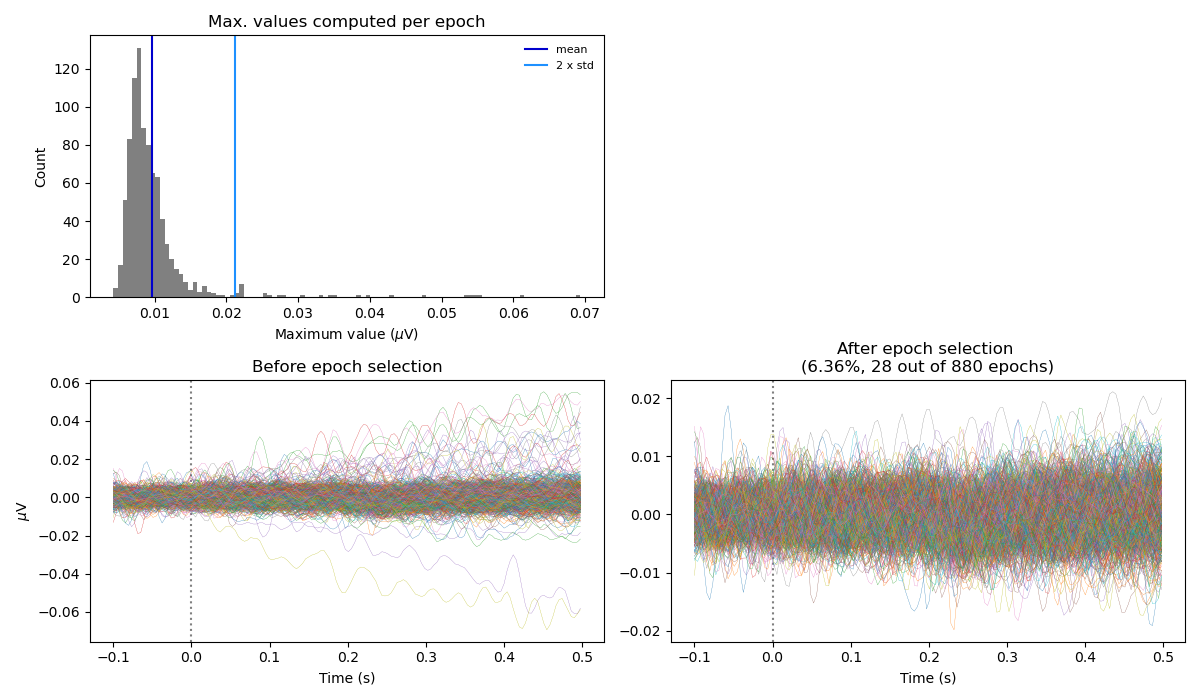 Max. values computed per epoch
mean
2 x std
Count
120
100
80
60
40
20
0
0.01 0.02 0.03 0.04 0.05 0.06 0.07
Maximum value (μV)
Before epoch selection
μV
0.06
0.04
0.02
0.00
−0.02
−0.04
−0.06
−0.1 0.0 0.1 0.2 0.3 0.4 0.5
Time (s)
After epoch selection
(6.36%, 28 out of 880 epochs)
0.02
0.01
0.00
−0.01
−0.02
−0.1 0.0 0.1 0.2 0.3 0.4 0.5
Time (s)